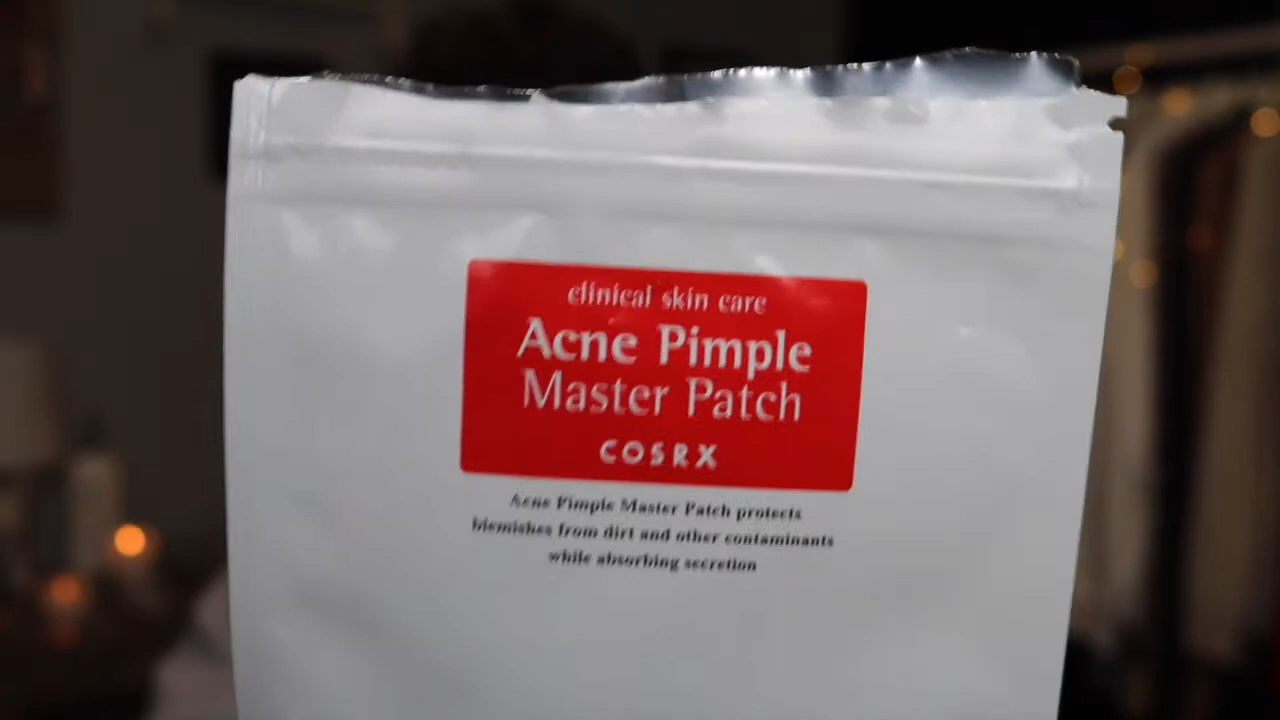 clinical skin care
Acne Pimple
Master Patch
COSRX
Acne Pimple Master Patch protects
blemishes from dirt and other contaminants
while absorbing secretion